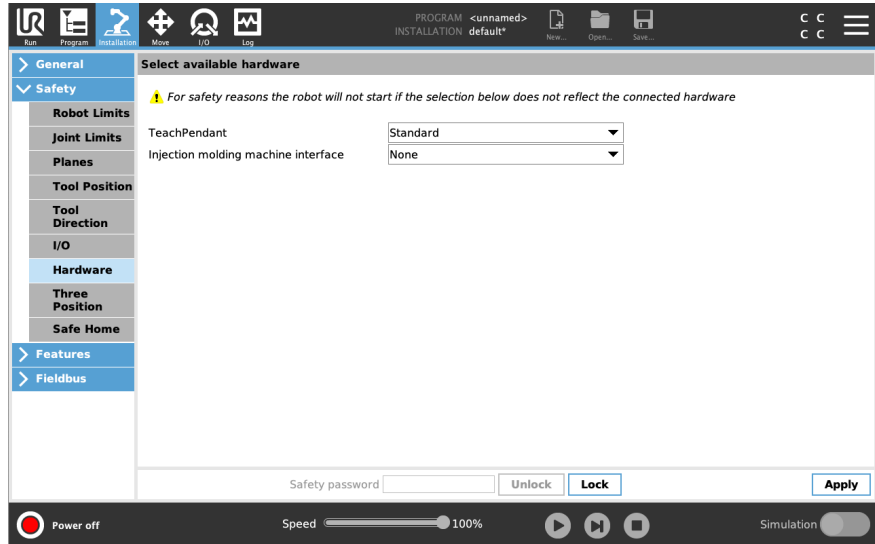 PROGRAM <unnamed>
INSTALLATION default*
Run Program Installation Move I/O Log New... Open... Save...
C C
C C
General
Safety
Robot Limits
Joint Limits
Planes
Tool Position
Tool
Direction
I/O
Hardware
Three
Position
Safe Home
Features
Fieldbus
Select available hardware
For safety reasons the robot will not start if the selection below does not reflect the connected hardware
TeachPendant Standard
Injection molding machine interface None
Safety password Unlock Lock Apply
Power off Speed 100% Simulation